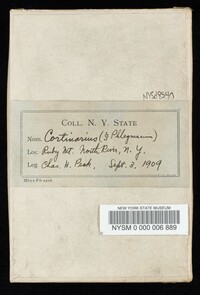 COLL. N. Y. STATE
NOM. Cortinarius (§ Phlegmacium)
LOC. Ruby Mt. North River, N. Y.
LEG. Chas. H. Peck, Sept. 3, 1909
NEW YORK STATE MUSEUM
NYSM 0 000 006 889